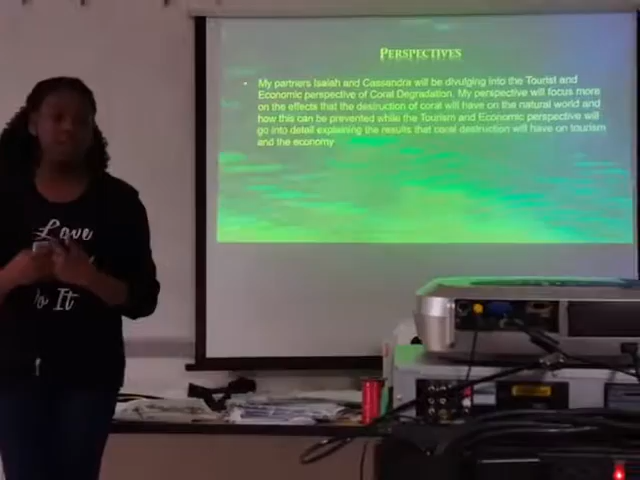 PERSPECTIVES
• My partners Isaiah and Cassandra will be divulging into the Tourist and
Economic perspective of Coral Degradation. My perspective will focus more
on the effects that the destruction of coral will have on the natural world and
how this can be prevented while the Tourism and Economic perspective will
go into detail explaining the results that coral destruction will have on tourism
and the economy
Love
Do It